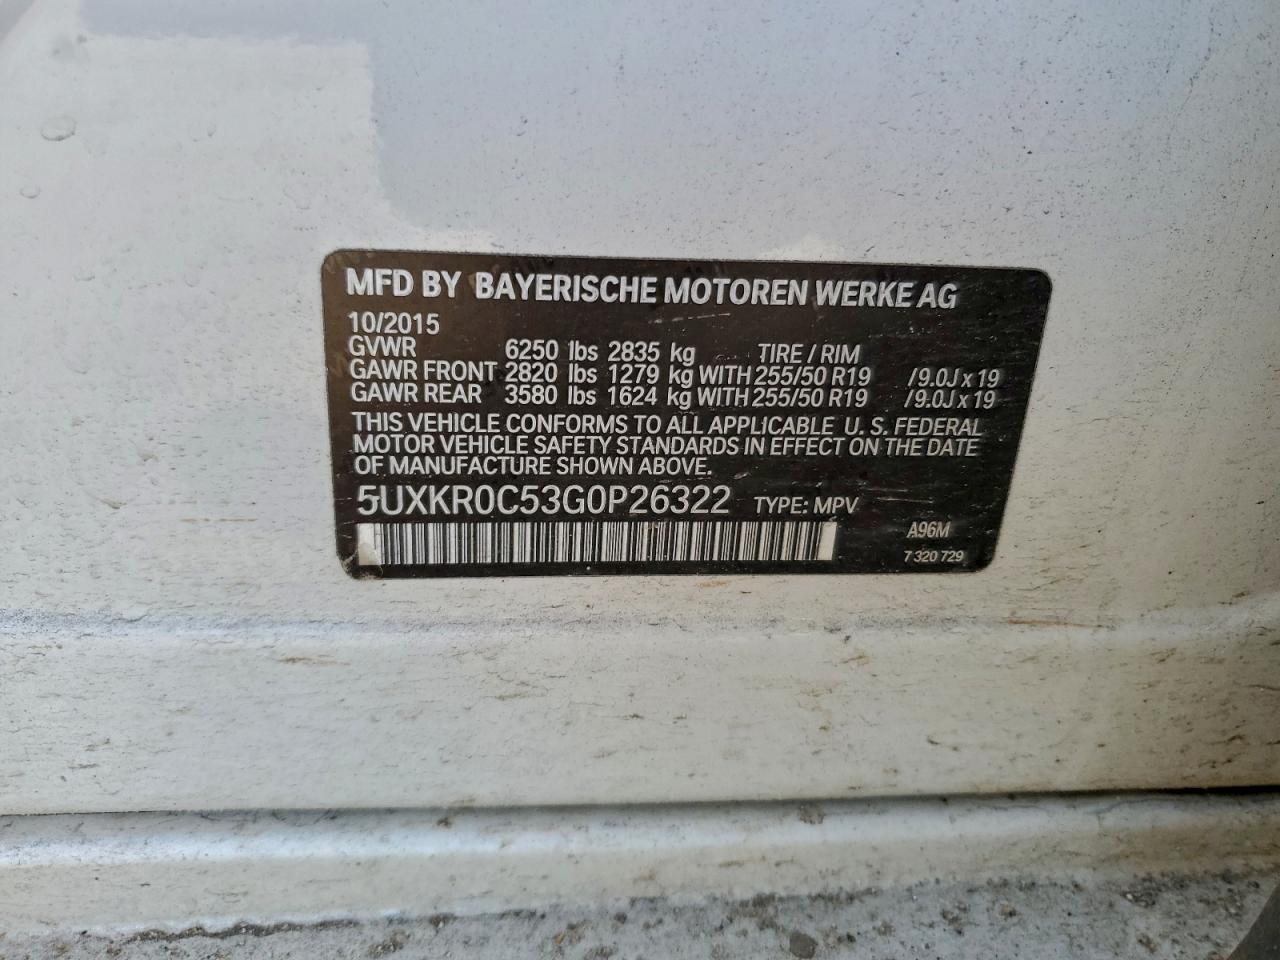 MFD BY BAYERISCHE MOTOREN WERKE AG
10/2015
GVWR 6250 lbs 2835 kg TIRE / RIM
GAWR FRONT 2820 lbs 1279 kg WITH 255/50 R19 /9.0J x 19
GAWR REAR 3580 lbs 1624 kg WITH 255/50 R19 /9.0J x 19
THIS VEHICLE CONFORMS TO ALL APPLICABLE U. S. FEDERAL
MOTOR VEHICLE SAFETY STANDARDS IN EFFECT ON THE DATE
OF MANUFACTURE SHOWN ABOVE.
5UXKR0C53G0P26322 TYPE: MPV
A96M
7 320 729